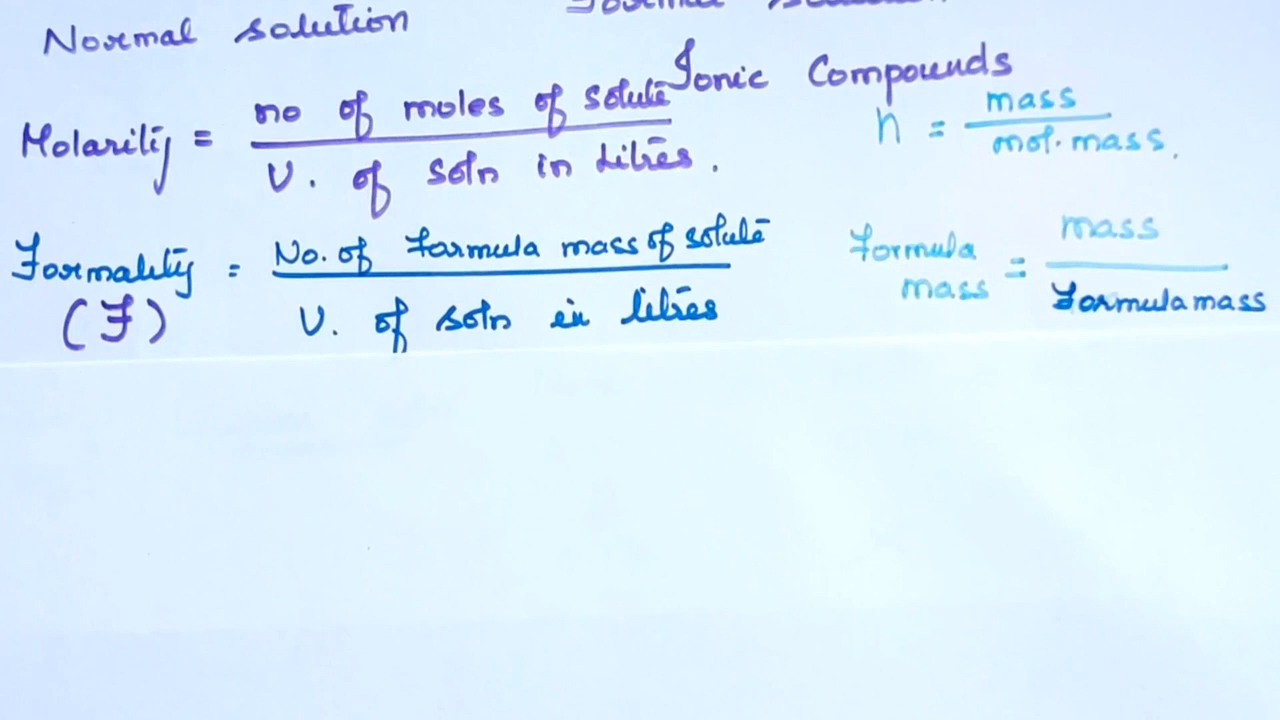 Normal solution
Ionic Compounds
Molarity = no of moles of solute
V. of soln in litres.
n = mass
mol. mass.
Formality = No. of Formula mass of solute
(F) V. of soln in litres
Formula mass = mass
Formula mass